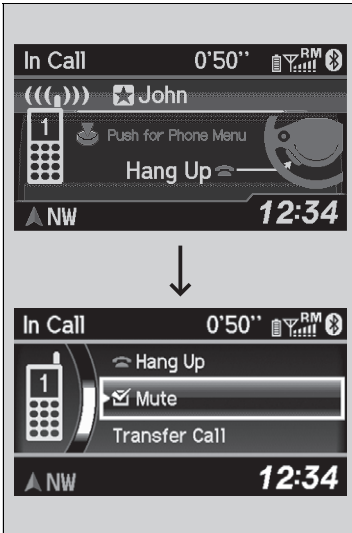 In Call 0'50'' RM
John
1
Push for Phone Menu
Hang Up
NW 12:34
In Call 0'50'' RM
Hang Up
1
Mute
Transfer Call
NW 12:34